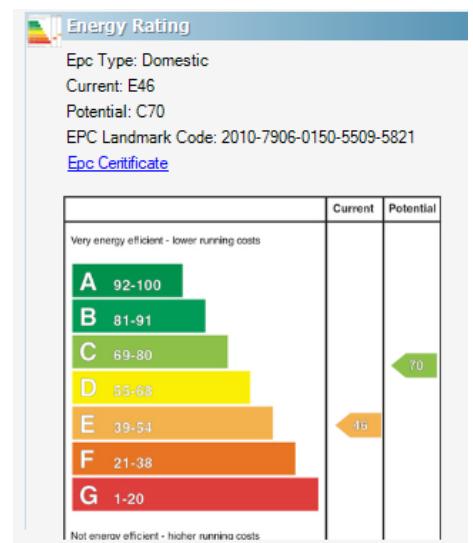 Energy Rating
Epc Type: Domestic
Current: E46
Potential: C70
EPC Landmark Code: 2010-7906-0150-5509-5821
Epc Ceritificate
Current Potential
Very energy efficient - lower running costs
A 92-100
B 81-91
C 69-80
70
D 55-68
E 39-54
46
F 21-38
G 1-20
Not energy efficient - higher running costs